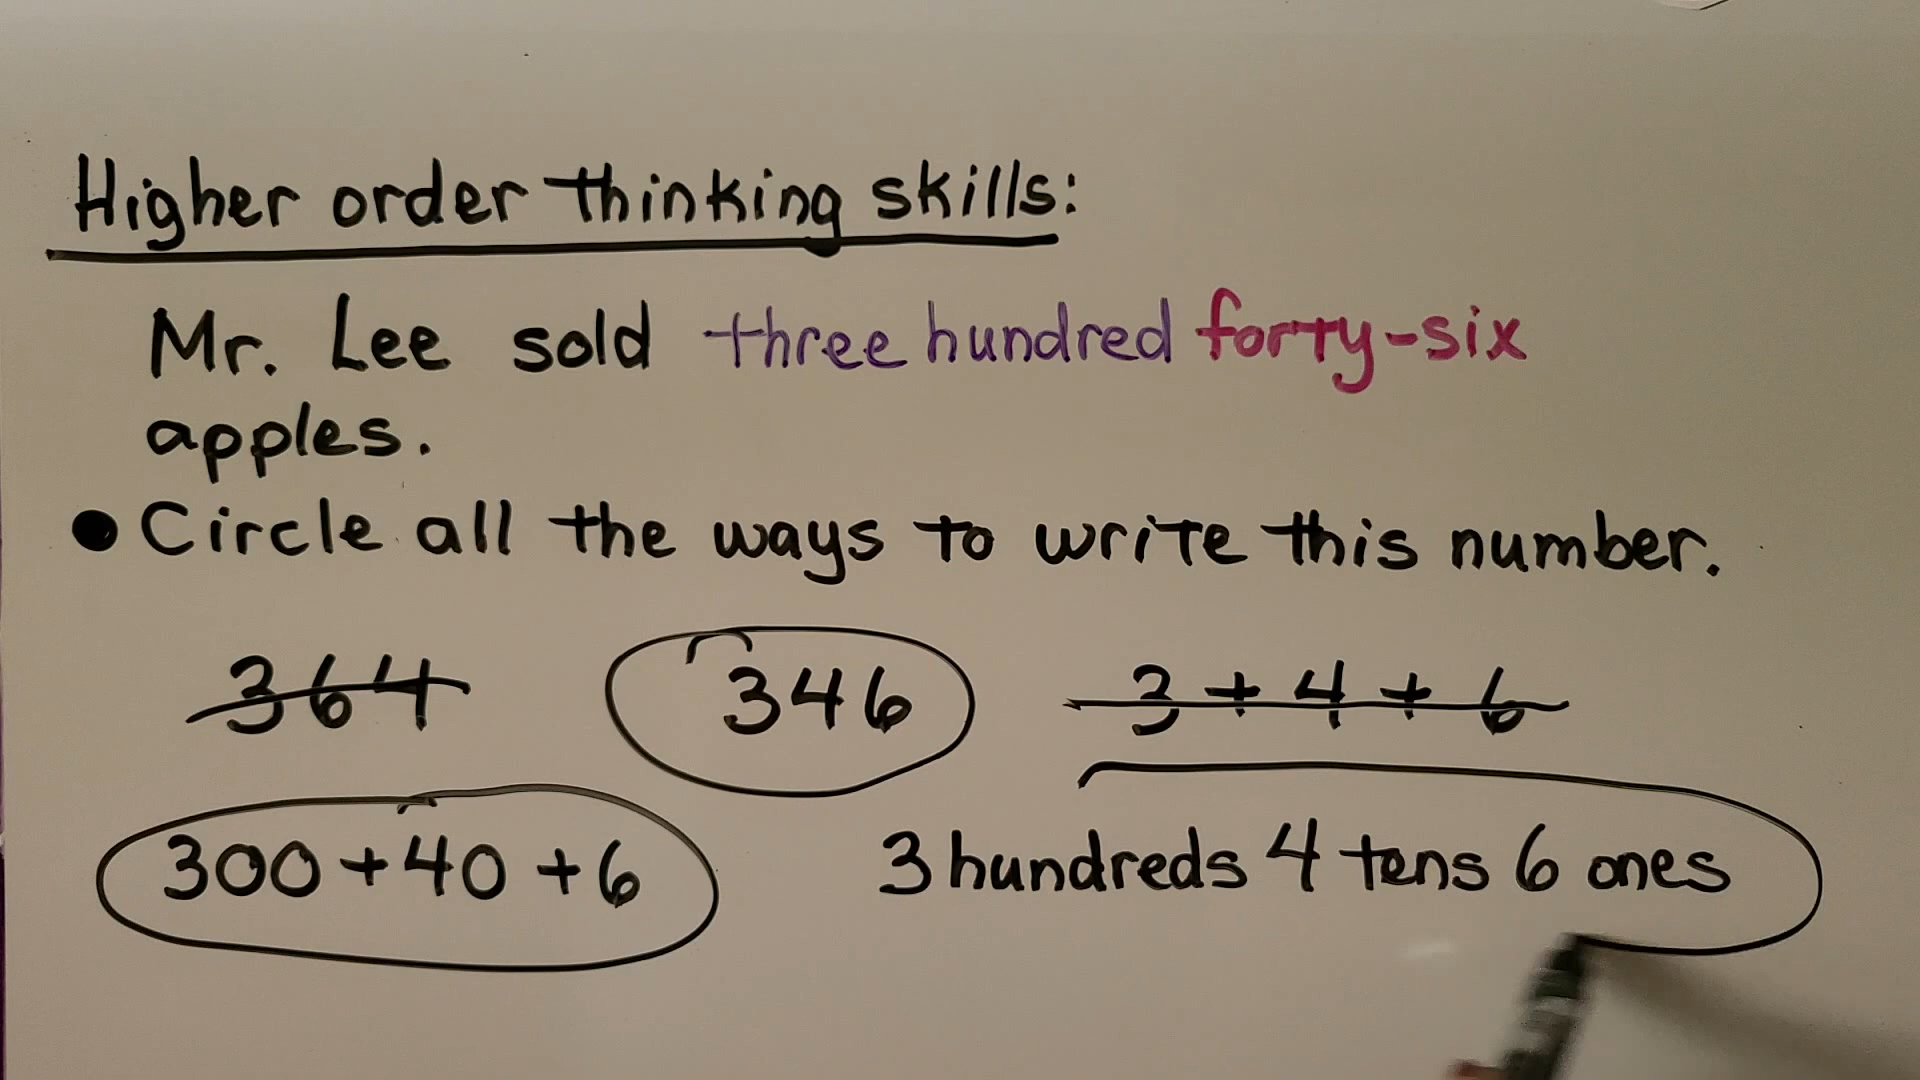 Higher order thinking skills:
Mr. Lee sold three hundred forty-six
apples.
● Circle all the ways to write this number.
364 346 3 + 4 + 6
300 + 40 + 6 3 hundreds 4 tens 6 ones